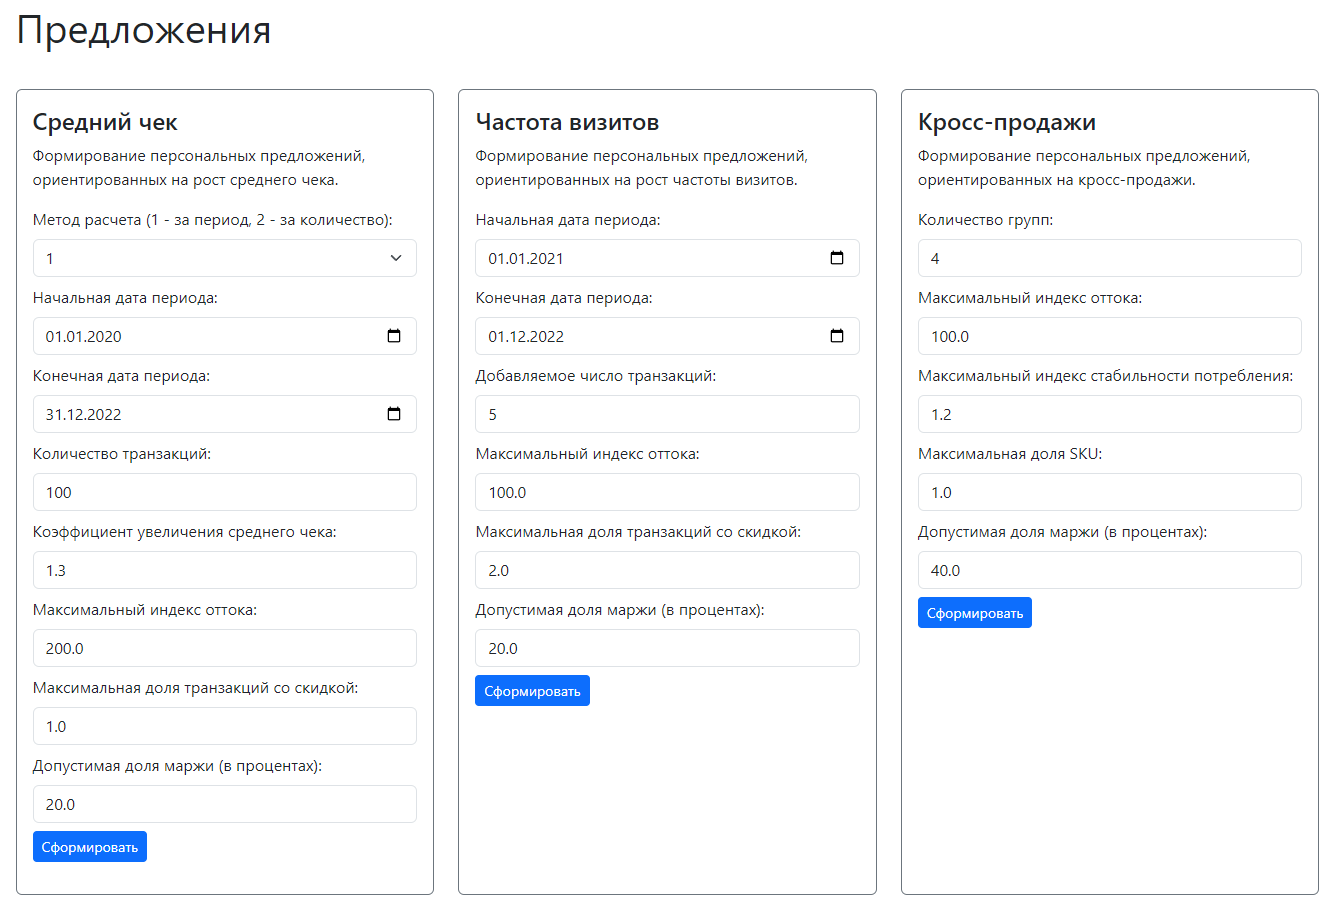 Предложения
Средний чек
Формирование персональных предложений,
ориентированных на рост среднего чека.
Метод расчета (1 - за период, 2 - за количество):
1
Начальная дата периода:
01.01.2020
Конечная дата периода:
31.12.2022
Количество транзакций:
100
Коэффициент увеличения среднего чека:
1.3
Максимальный индекс оттока:
200.0
Максимальная доля транзакций со скидкой:
1.0
Допустимая доля маржи (в процентах):
20.0
Сформировать
Частота визитов
Формирование персональных предложений,
ориентированных на рост частоты визитов.
Начальная дата периода:
01.01.2021
Конечная дата периода:
01.12.2022
Добавляемое число транзакций:
5
Максимальный индекс оттока:
100.0
Максимальная доля транзакций со скидкой:
2.0
Допустимая доля маржи (в процентах):
20.0
Сформировать
Кросс-продажи
Формирование персональных предложений,
ориентированных на кросс-продажи.
Количество групп:
4
Максимальный индекс оттока:
100.0
Максимальный индекс стабильности потребления:
1.2
Максимальная доля SKU:
1.0
Допустимая доля маржи (в процентах):
40.0
Сформировать